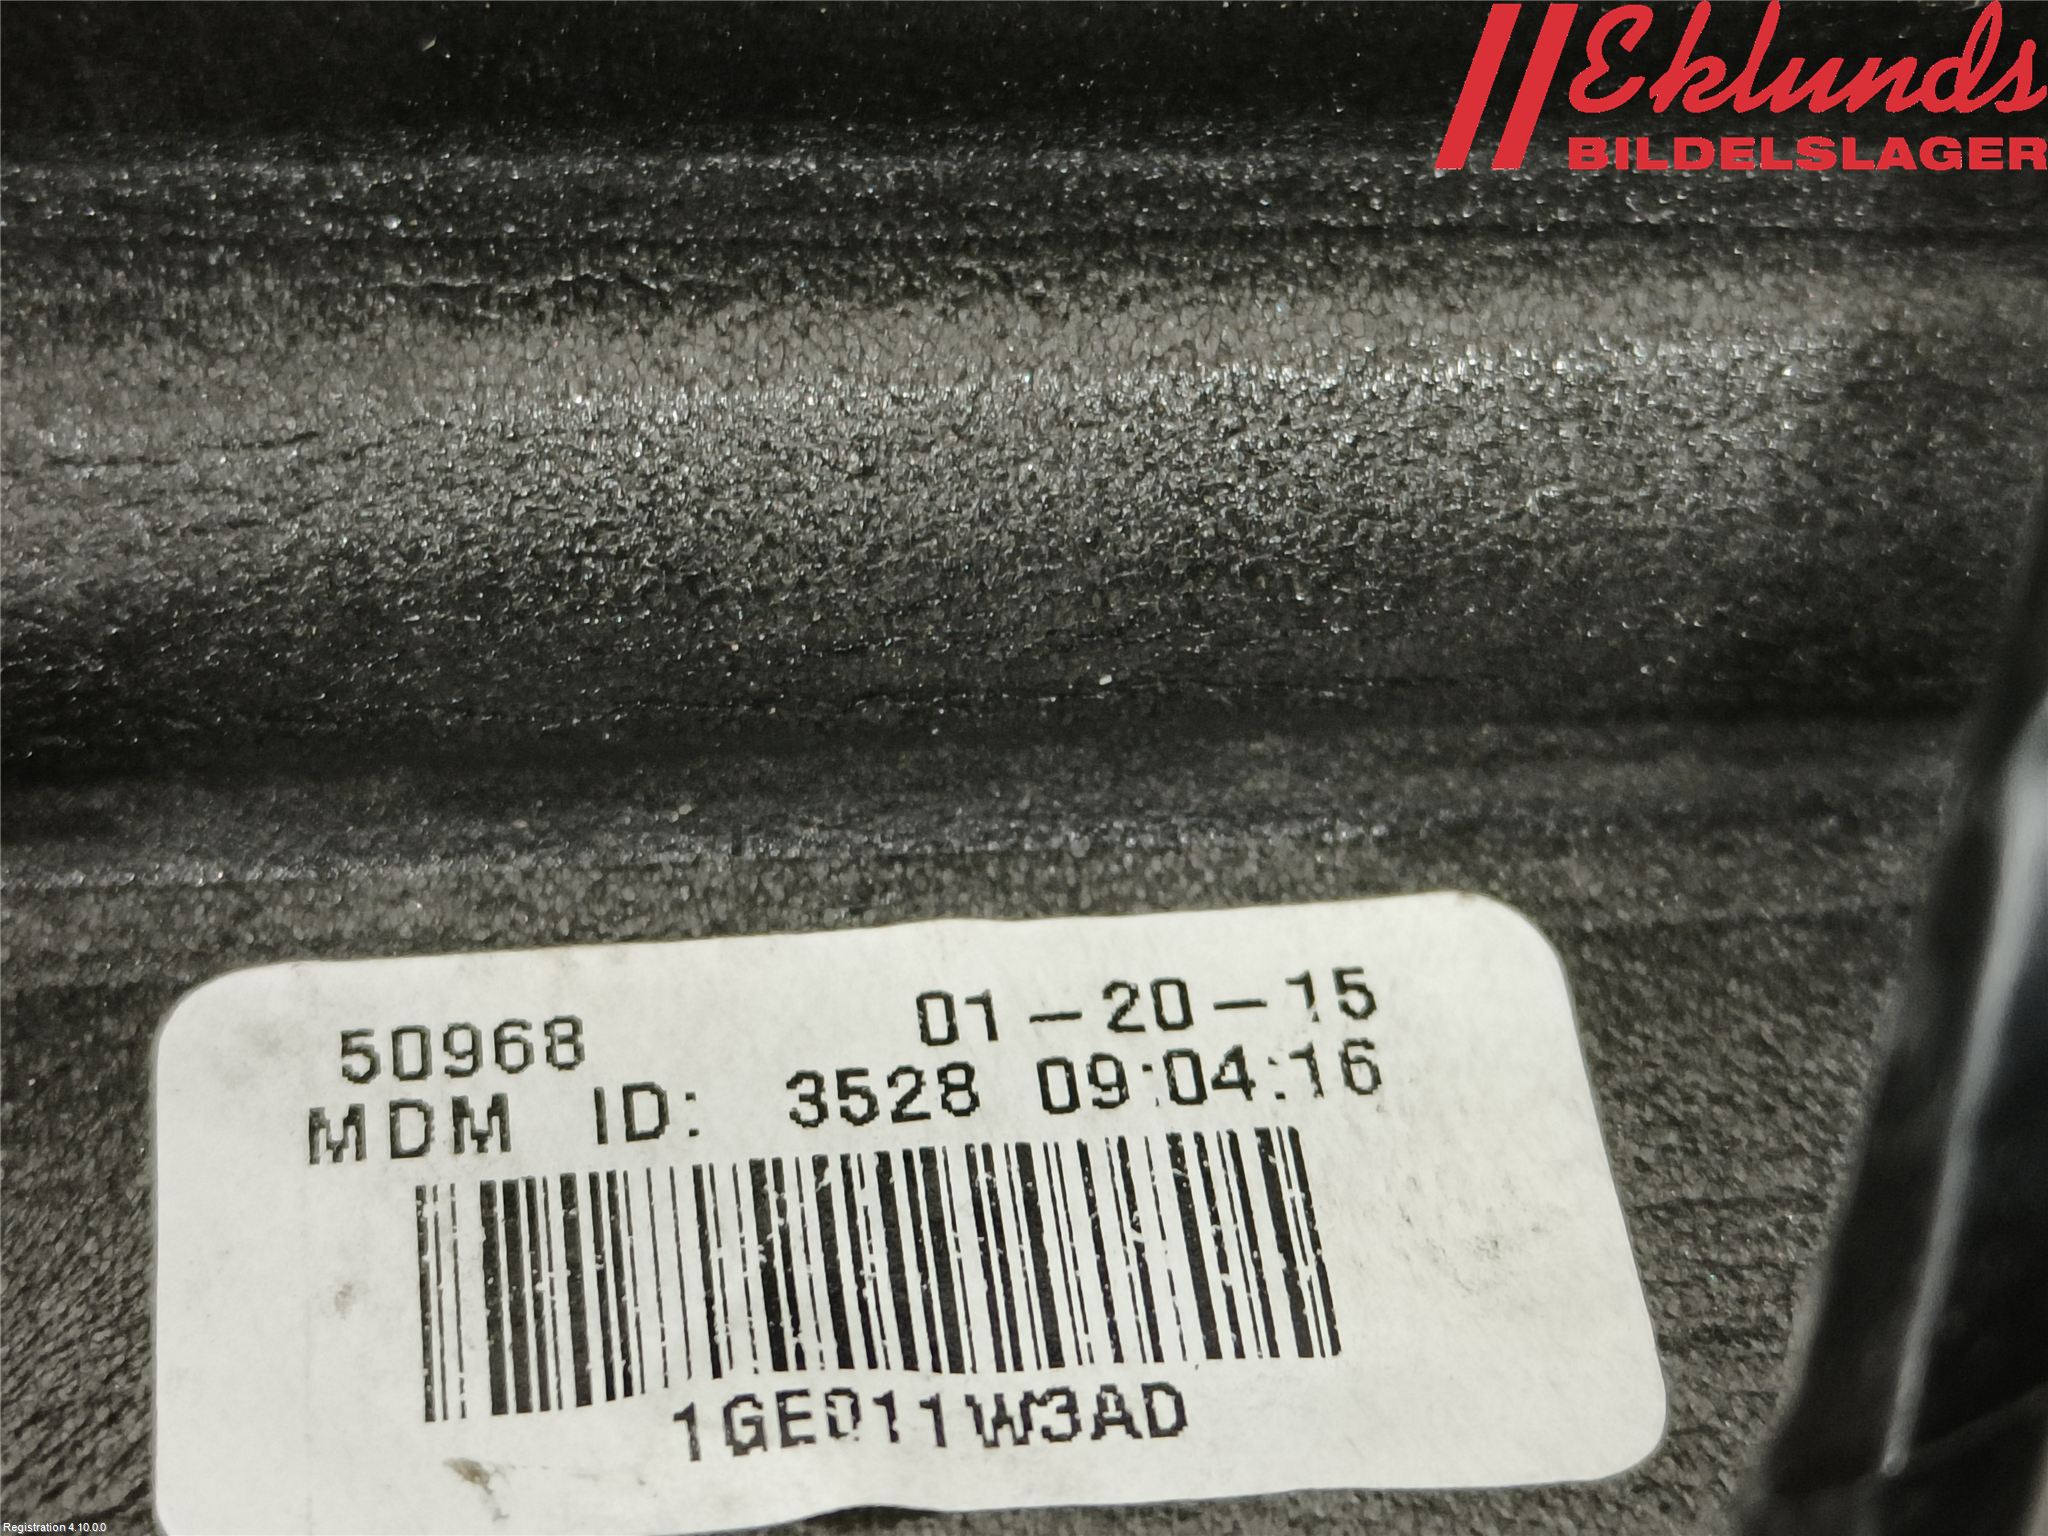 Eklunds
BILDELSLAGER
50968 01-20-15
MDM ID: 3528 09:04:16
1GE011W3AD
Registration 4.10.0.0